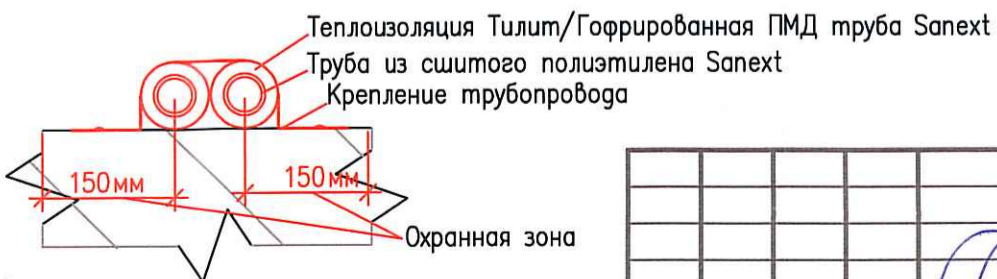 Теплоизоляция Тилит/Гофрированная ПМД труба Sanext
Труба из сшитого полиэтилена Sanext
Крепление трубопровода
150мм 150мм
Охранная зона